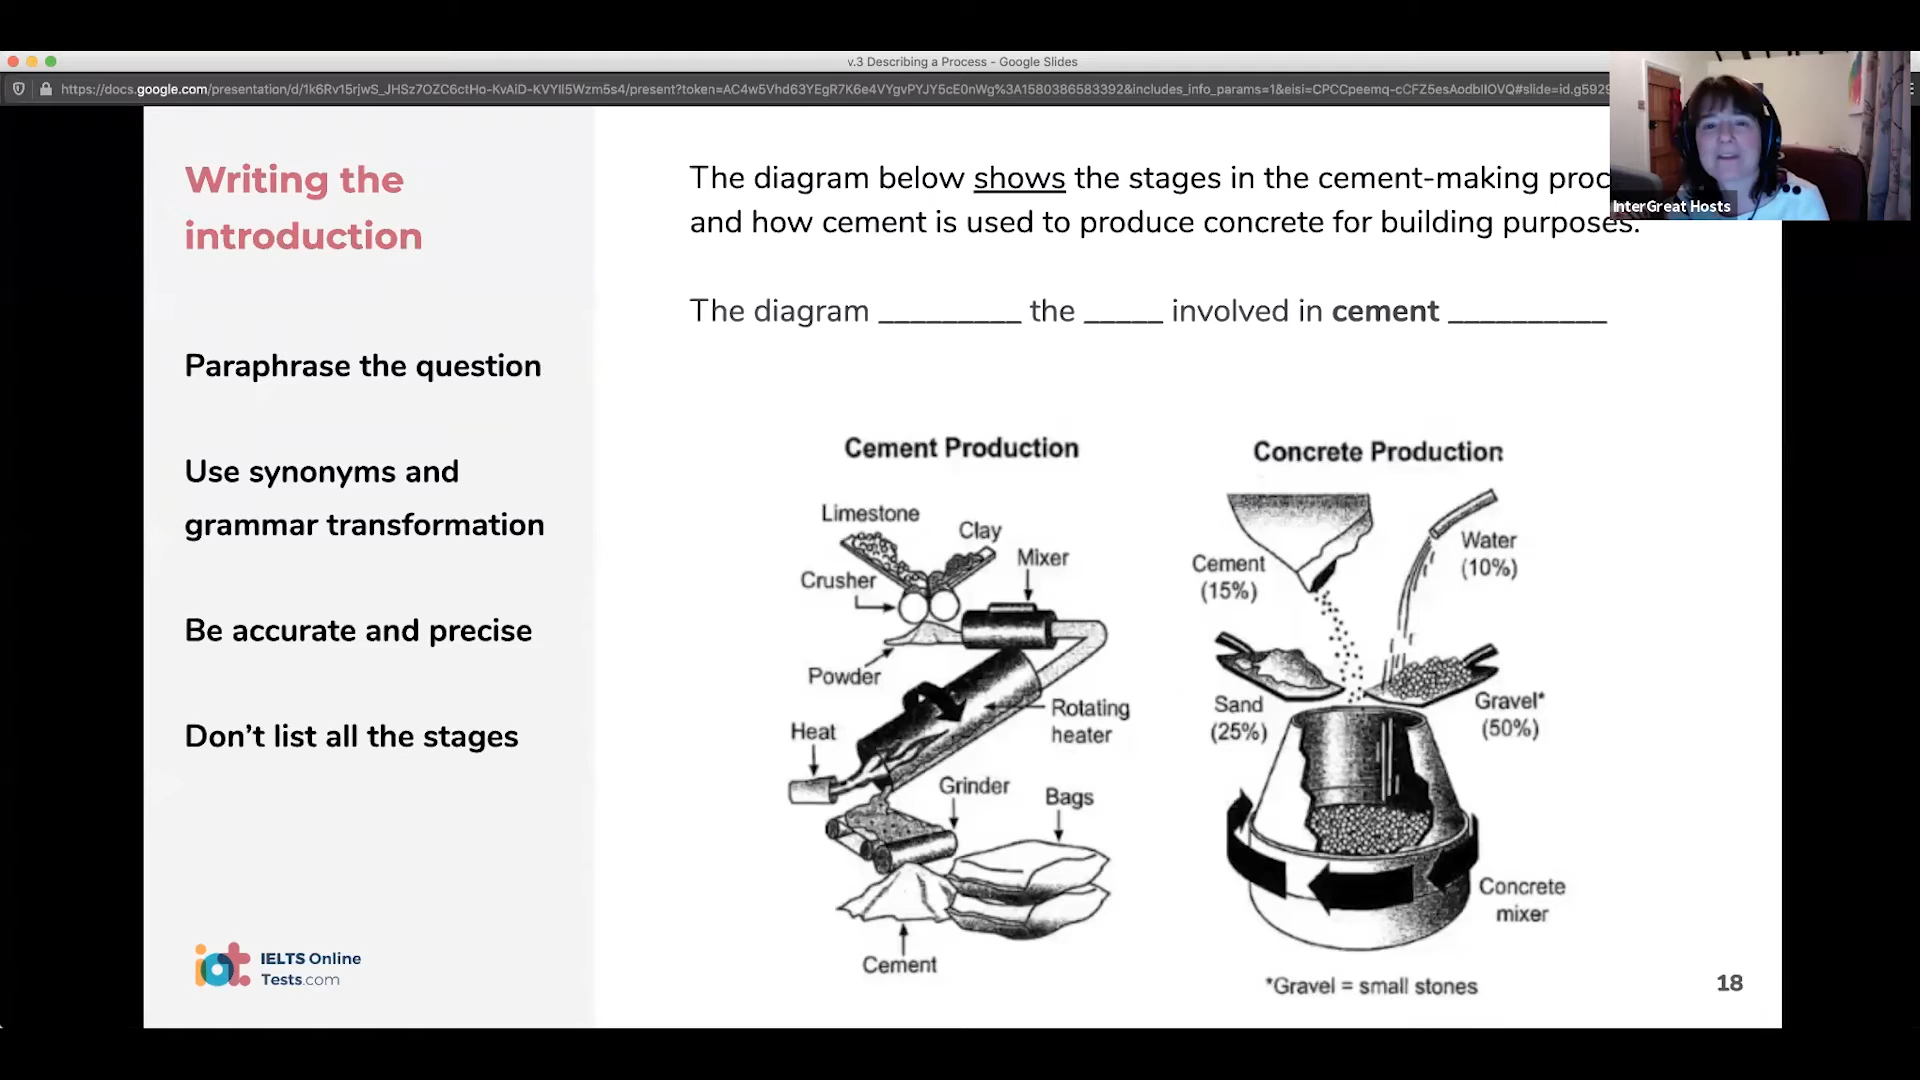 v.3 Describing a Process - Google Slides
Writing the
introduction
Paraphrase the question
Use synonyms and
grammar transformation
Be accurate and precise
Don't list all the stages
IELTS Online
Tests.com
The diagram below shows the stages in the cement-making proc
and how cement is used to produce concrete for building purposes.
The diagram _________ the _____ involved in cement __________
Cement Production
Limestone
Clay
Mixer
Crusher
Powder
Rotating
heater
Heat
Grinder
Bags
Cement
Concrete Production
Water
(10%)
Cement
(15%)
Sand
(25%)
Gravel*
(50%)
Concrete
mixer
*Gravel = small stones
18
InterGreat Hosts